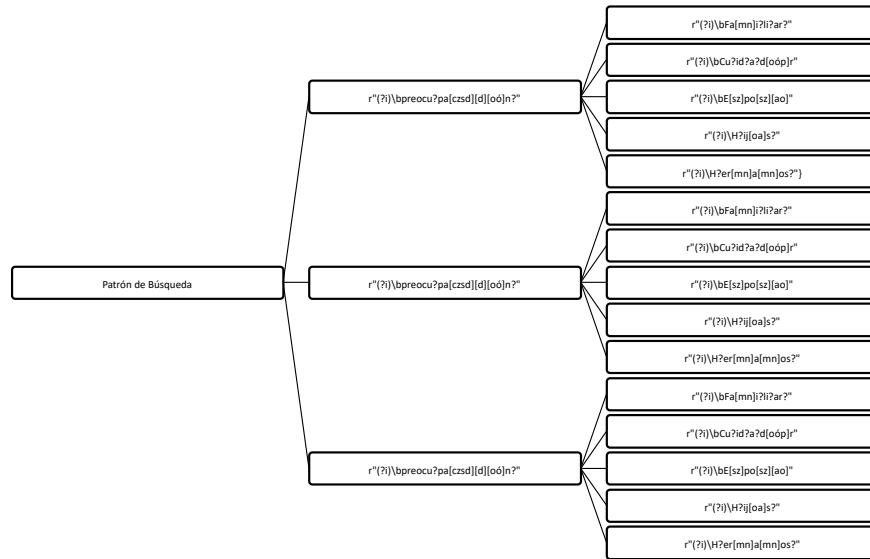 r"(?i)\bFa[mn]i?li?ar?"
r"(?i)\bCu?id?a?d[oóp]r"
r"(?i)\bpreocu?pa[czsd][d][oó]n?"
r"(?i)\bE[sz]po[sz][ao]"
r"(?i)\H?ij[oa]s?"
r"(?i)\H?er[mn]a[mn]os?"}
r"(?i)\bFa[mn]i?li?ar?"
r"(?i)\bCu?id?a?d[oóp]r"
Patrón de Búsqueda
r"(?i)\bpreocu?pa[czsd][d][oó]n?"
r"(?i)\bE[sz]po[sz][ao]"
r"(?i)\H?ij[oa]s?"
r"(?i)\H?er[mn]a[mn]os?"
r"(?i)\bFa[mn]i?li?ar?"
r"(?i)\bCu?id?a?d[oóp]r"
r"(?i)\bpreocu?pa[czsd][d][oó]n?"
r"(?i)\bE[sz]po[sz][ao]"
r"(?i)\H?ij[oa]s?"
r"(?i)\H?er[mn]a[mn]os?"